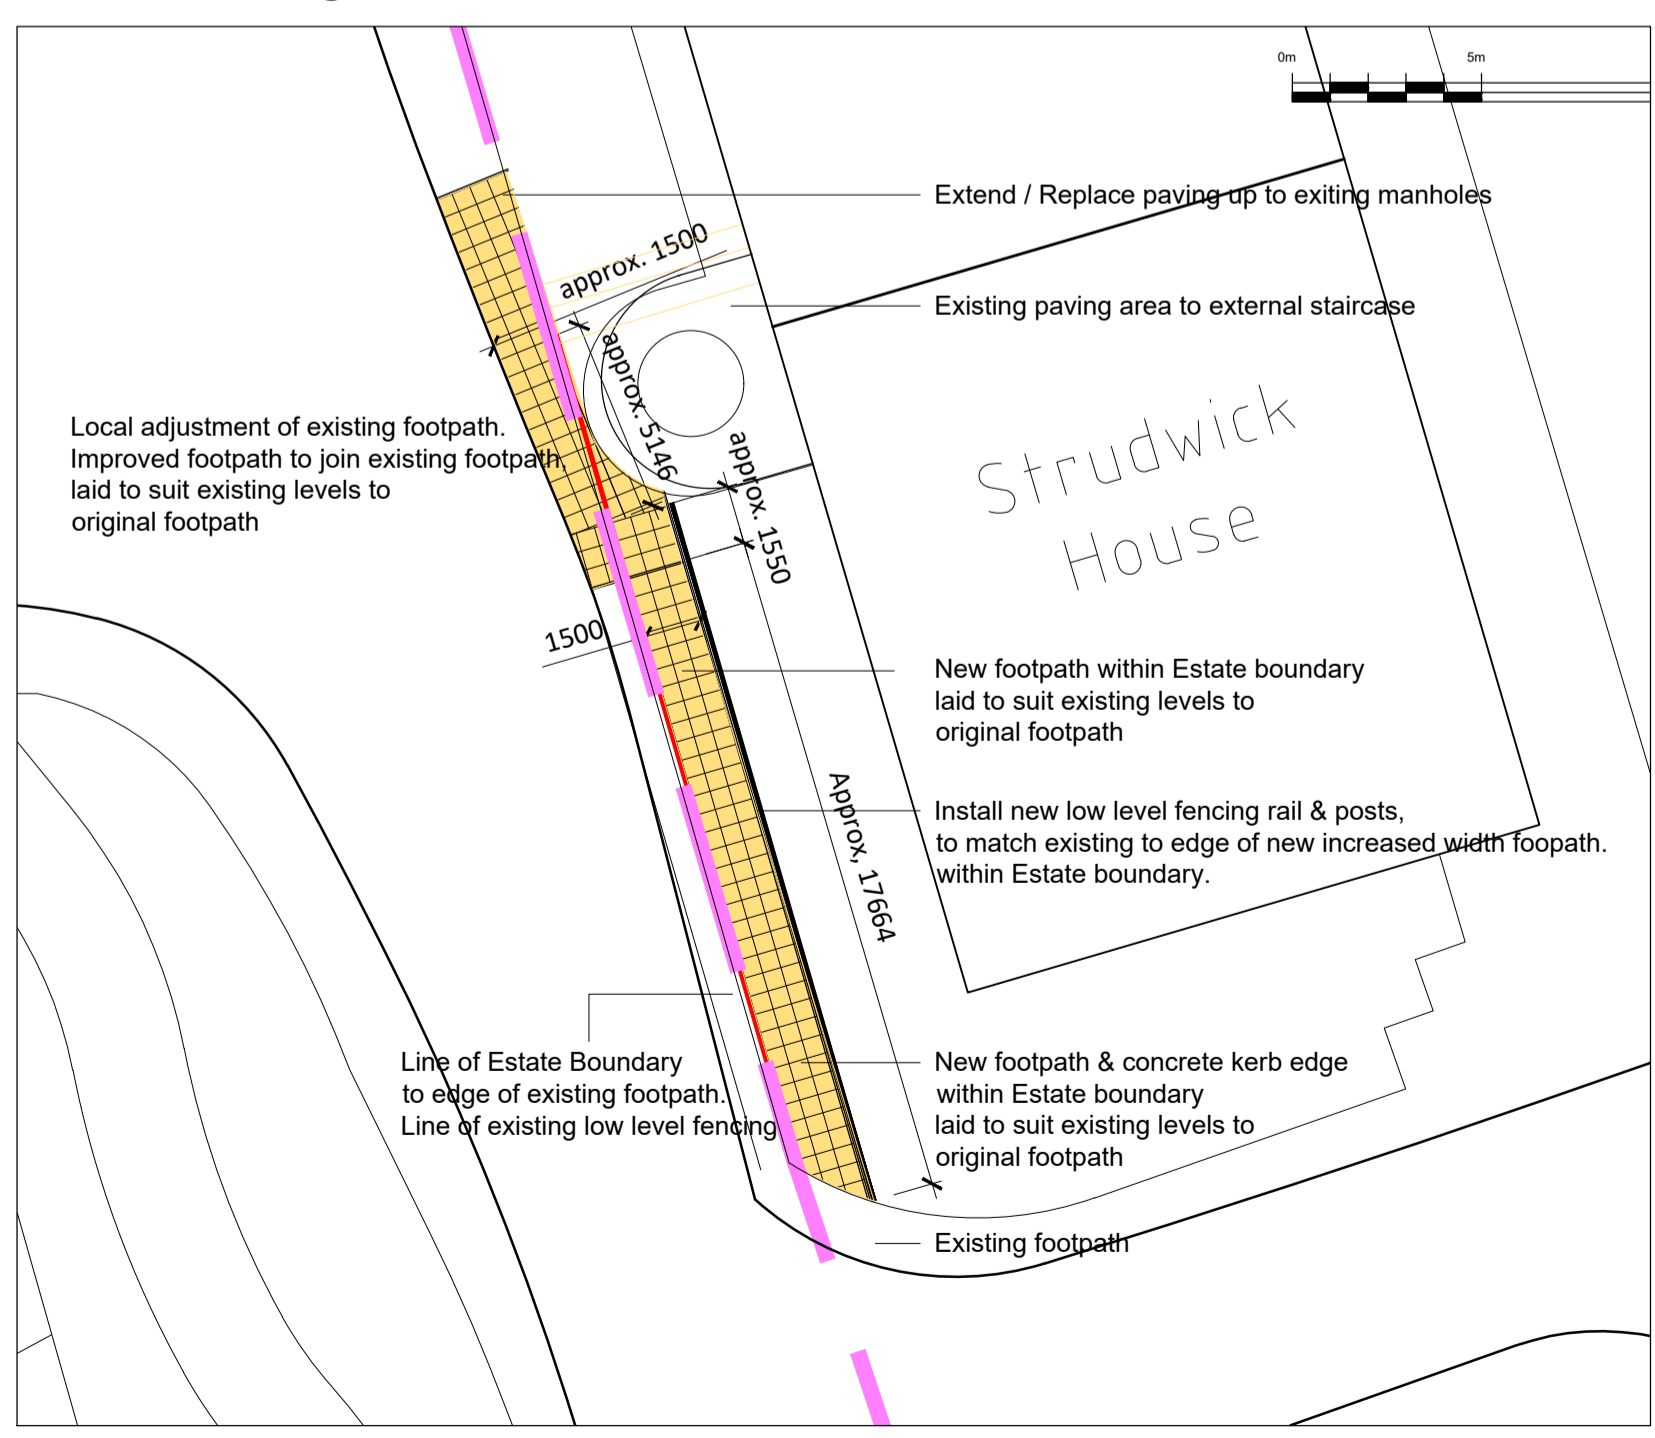 0m
5m
Extend / Replace paving up to exiting manholes
approx. 1500
Existing paving area to external staircase
approx. 5146
Local adjustment of existing footpath.
Improved footpath to join existing footpath,
laid to suit existing levels to
original footpath
approx. 1550
Strudwick
House
1500
New footpath within Estate boundary
laid to suit existing levels to
original footpath
Install new low level fencing rail & posts,
to match existing to edge of new increased width foopath.
within Estate boundary.
Approx, 17664
Line of Estate Boundary
to edge of existing footpath.
Line of existing low level fencing
New footpath & concrete kerb edge
within Estate boundary
laid to suit existing levels to
original footpath
Existing footpath